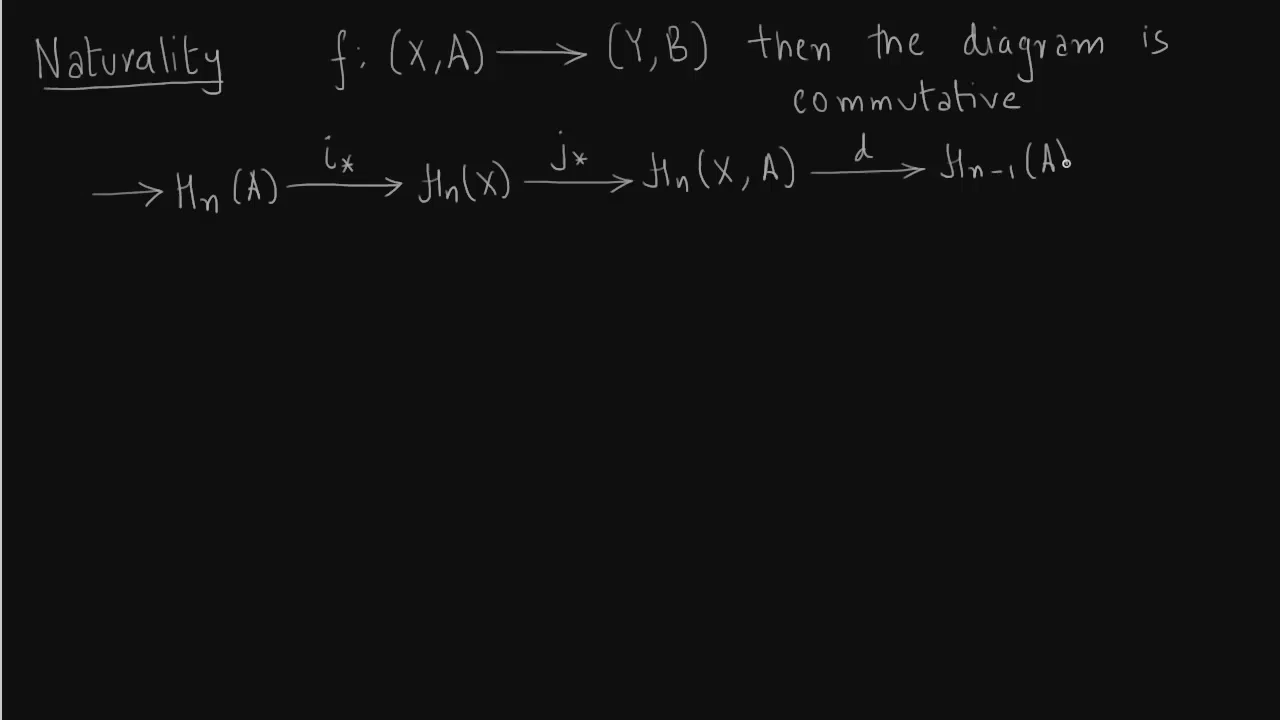 Naturality f: (X,A) ⟶ (Y,B) then the diagram is
commutative
⟶ Hn(A) ⟶ i* Hn(X) ⟶ j* Hn(X,A) ⟶ d Hn-1(A)